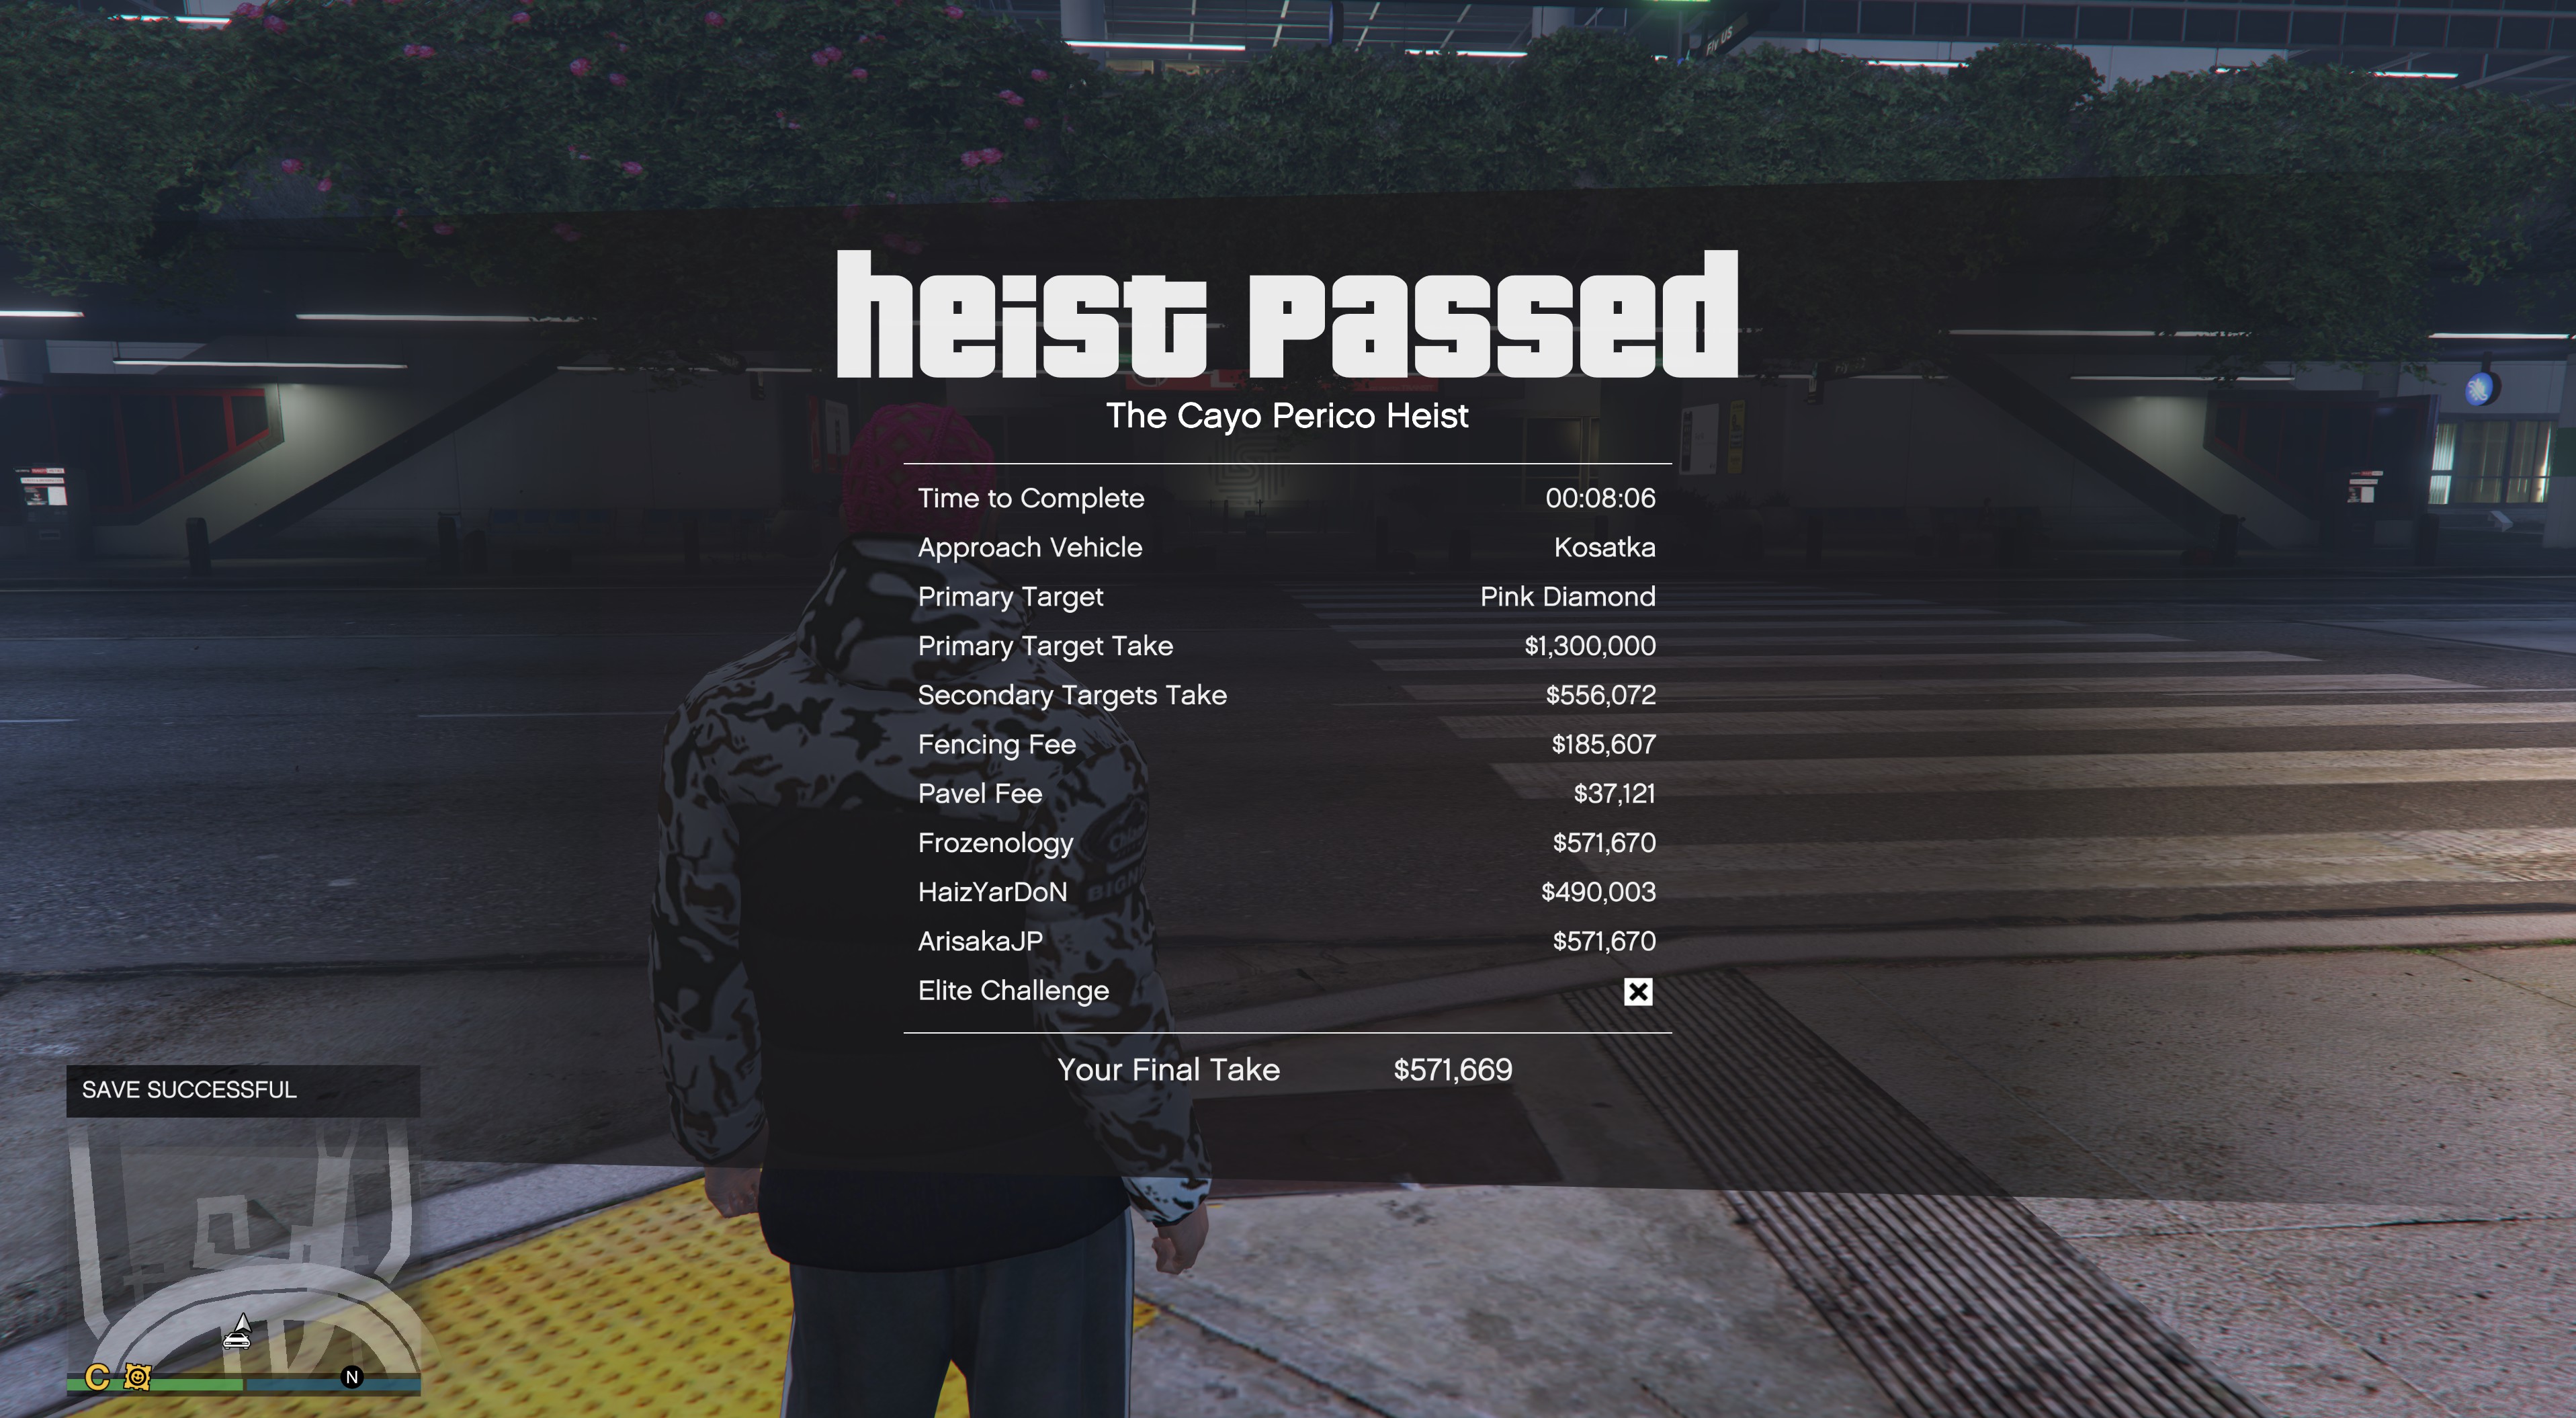 Fly US
heist passed
The Cayo Perico Heist
Time to Complete 00:08:06
Approach Vehicle Kosatka
Primary Target Pink Diamond
Primary Target Take $1,300,000
Secondary Targets Take $556,072
Fencing Fee $185,607
Pavel Fee $37,121
Frozenology $571,670
HaizYarDoN $490,003
ArisakaJP $571,670
Elite Challenge
Your Final Take $571,669
SAVE SUCCESSFUL
C
N